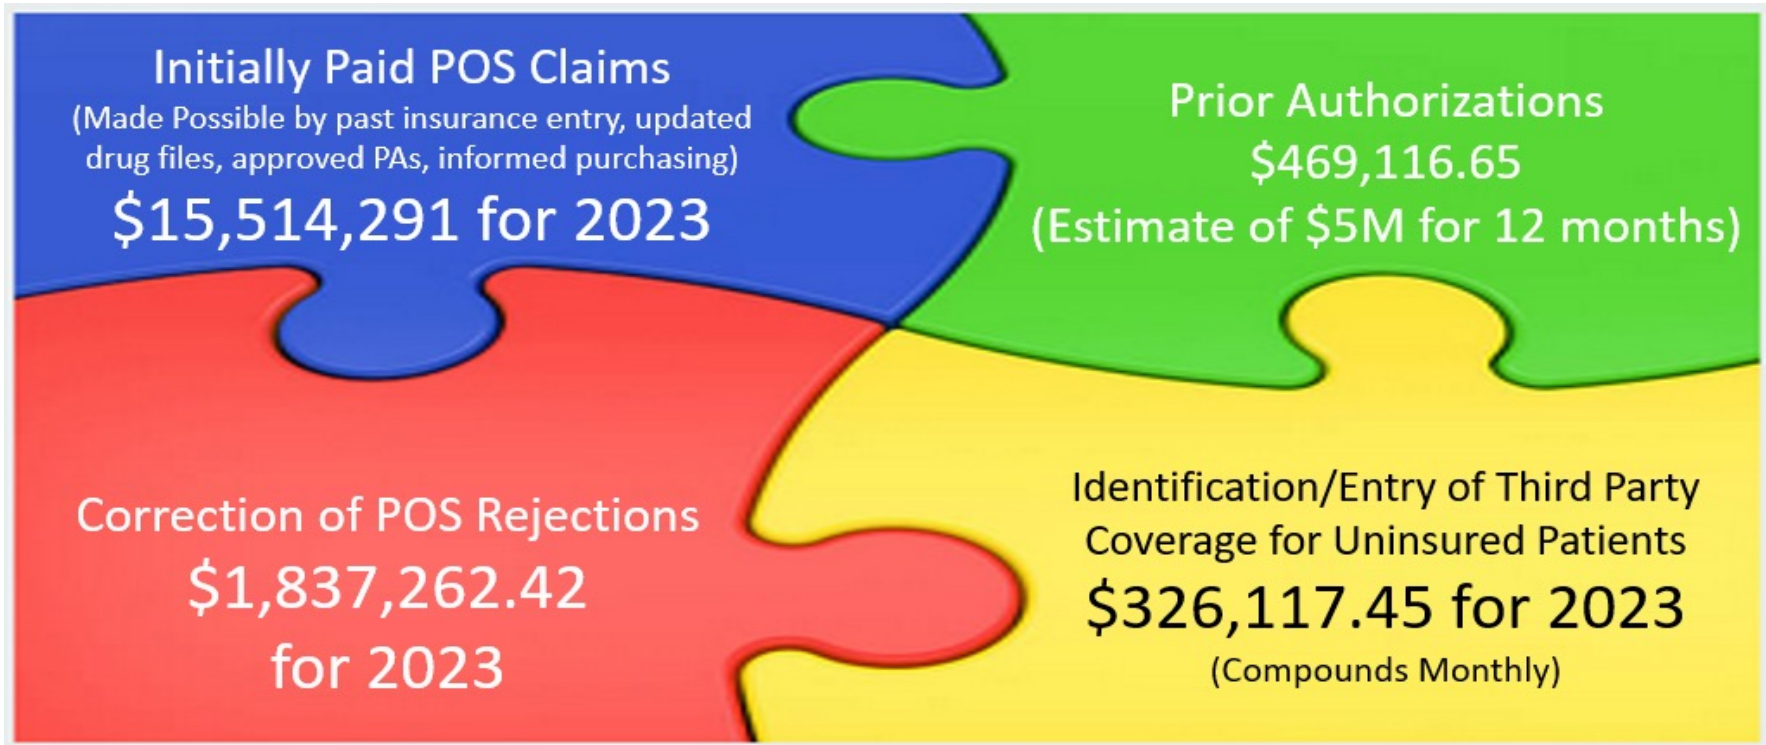 Initially Paid POS Claims
(Made Possible by past insurance entry, updated
drug files, approved PAs, informed purchasing)
$15,514,291 for 2023
Prior Authorizations
$469,116.65
(Estimate of $5M for 12 months)
Correction of POS Rejections
$1,837,262.42
for 2023
Identification/Entry of Third Party
Coverage for Uninsured Patients
$326,117.45 for 2023
(Compounds Monthly)